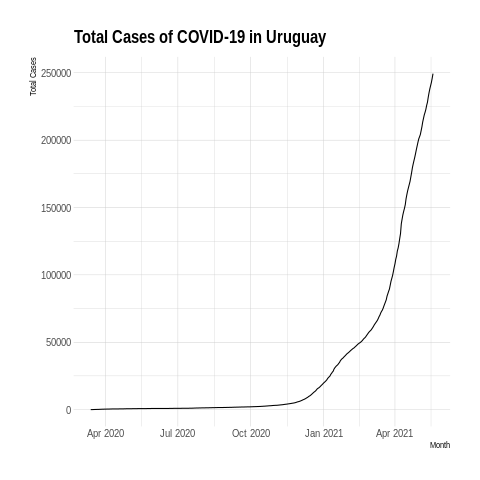 Total Cases of COVID-19 in Uruguay
Total Cases
250000
200000
150000
100000
50000
0
Apr 2020 Jul 2020 Oct 2020 Jan 2021 Apr 2021
Month